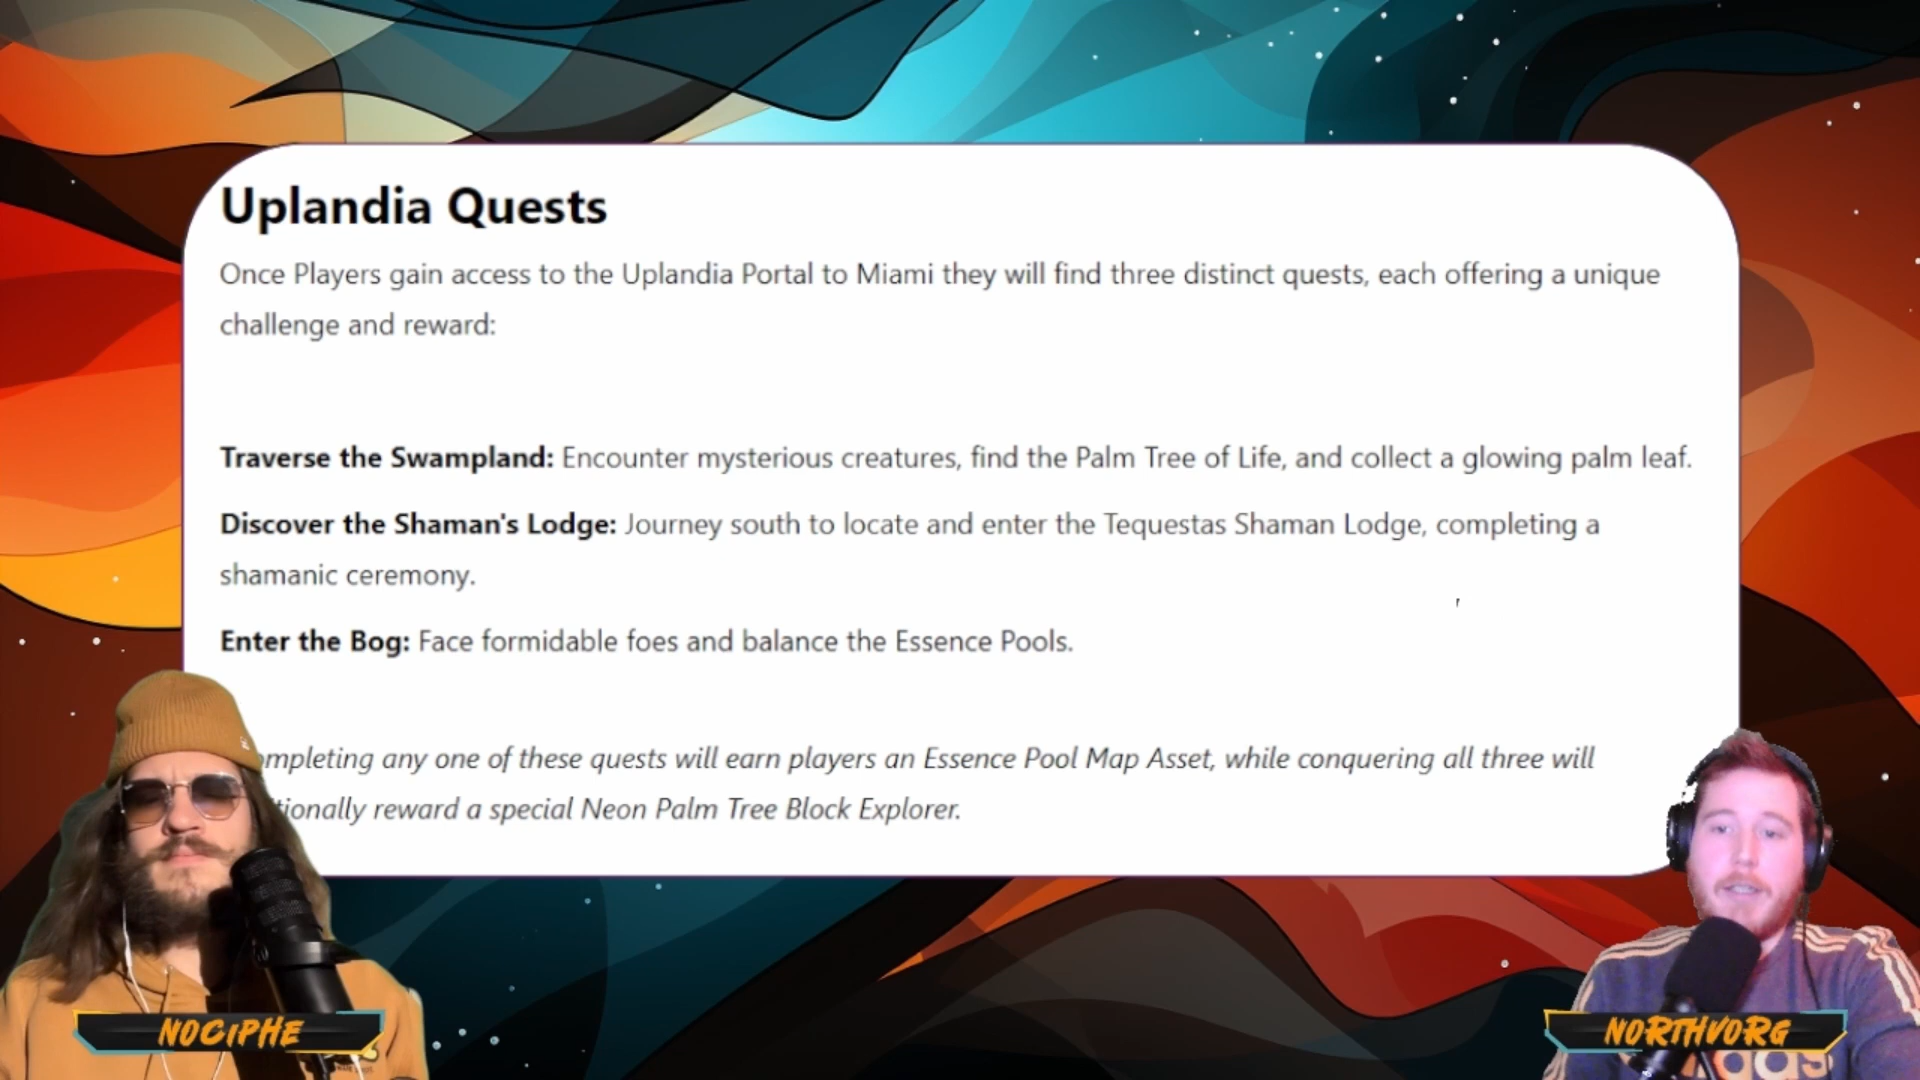 Uplandia Quests
Once Players gain access to the Uplandia Portal to Miami they will find three distinct quests, each offering a unique
challenge and reward:
Traverse the Swampland: Encounter mysterious creatures, find the Palm Tree of Life, and collect a glowing palm leaf.
Discover the Shaman's Lodge: Journey south to locate and enter the Tequestas Shaman Lodge, completing a
shamanic ceremony.
Enter the Bog: Face formidable foes and balance the Essence Pools.
ompleting any one of these quests will earn players an Essence Pool Map Asset, while conquering all three will
itionally reward a special Neon Palm Tree Block Explorer.
NOCIPHE
NORTHVORG